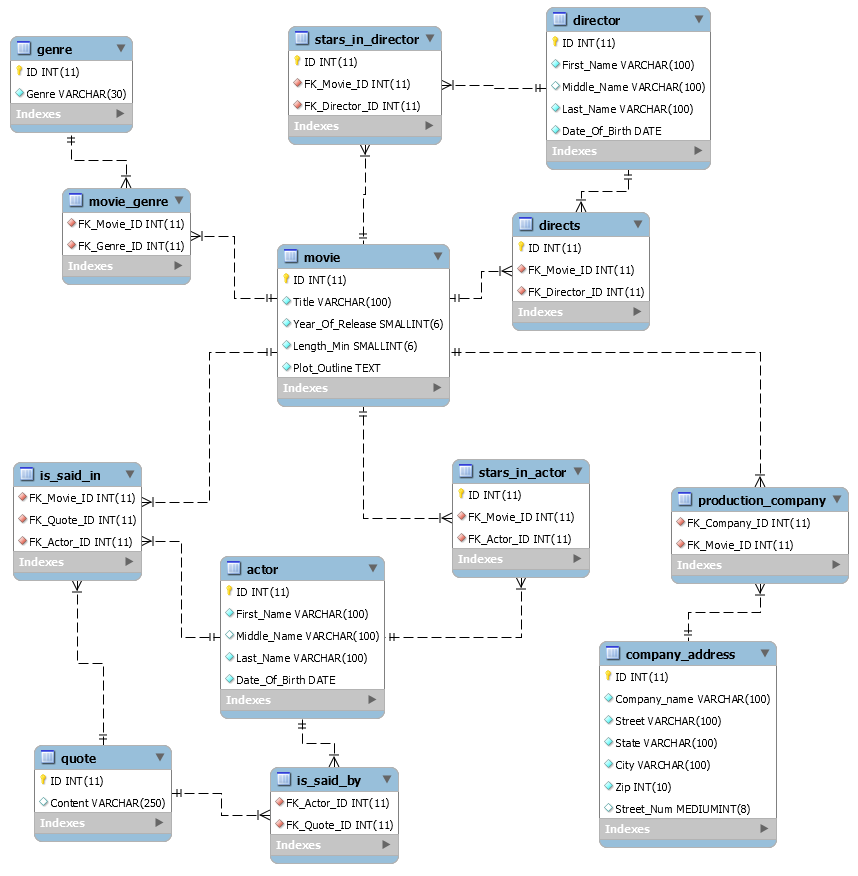 genre
ID INT(11)
Genre VARCHAR(30)
Indexes
stars_in_director
ID INT(11)
FK_Movie_ID INT(11)
FK_Director_ID INT(11)
Indexes
director
ID INT(11)
First_Name VARCHAR(100)
Middle_Name VARCHAR(100)
Last_Name VARCHAR(100)
Date_Of_Birth DATE
Indexes
movie_genre
FK_Movie_ID INT(11)
FK_Genre_ID INT(11)
Indexes
movie
ID INT(11)
Title VARCHAR(100)
Year_Of_Release SMALLINT(6)
Length_Min SMALLINT(6)
Plot_Outline TEXT
Indexes
directs
ID INT(11)
FK_Movie_ID INT(11)
FK_Director_ID INT(11)
Indexes
is_said_in
FK_Movie_ID INT(11)
FK_Quote_ID INT(11)
FK_Actor_ID INT(11)
Indexes
stars_in_actor
ID INT(11)
FK_Movie_ID INT(11)
FK_Actor_ID INT(11)
Indexes
production_company
FK_Company_ID INT(11)
FK_Movie_ID INT(11)
Indexes
actor
ID INT(11)
First_Name VARCHAR(100)
Middle_Name VARCHAR(100)
Last_Name VARCHAR(100)
Date_Of_Birth DATE
Indexes
company_address
ID INT(11)
Company_name VARCHAR(100)
Street VARCHAR(100)
State VARCHAR(100)
City VARCHAR(100)
Zip INT(10)
Street_Num MEDIUMINT(8)
Indexes
quote
ID INT(11)
Content VARCHAR(250)
Indexes
is_said_by
FK_Actor_ID INT(11)
FK_Quote_ID INT(11)
Indexes